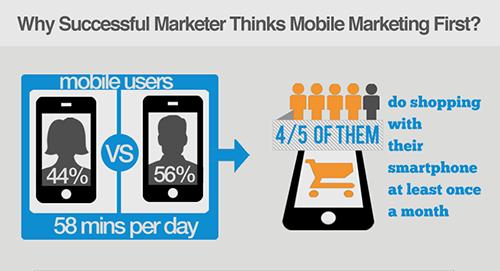 Why Successful Marketer Thinks Mobile Marketing First?
mobile users
44%
VS
56%
58 mins per day
4/5 OF THEM
do shopping
with
their
smartphone
at least once
a month